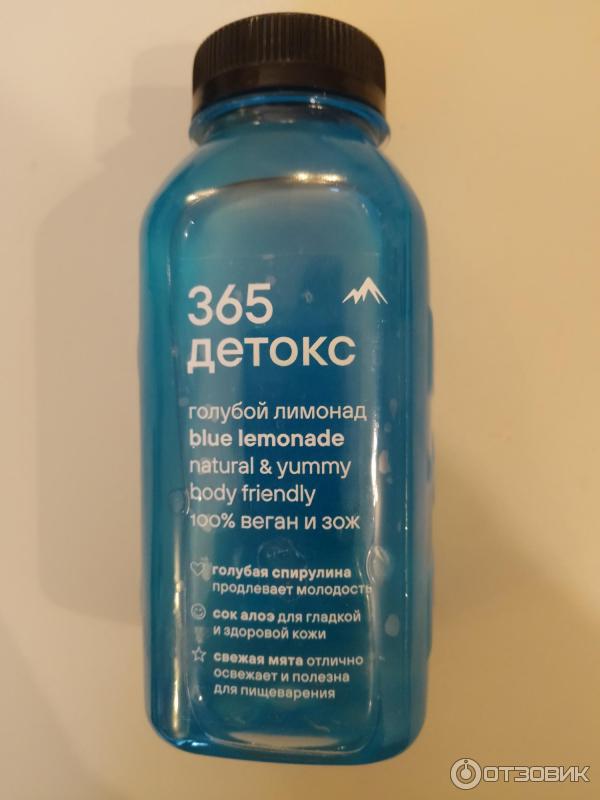 365
детокс
голубой лимонад
blue lemonade
natural & yummy
body friendly
100% веган и зож
голубая спирулина
продлевает молодость
сок алоэ для гладкой
и здоровой кожи
свежая мята отлично
освежает и полезна
для пищеварения
ОТЗОВИК